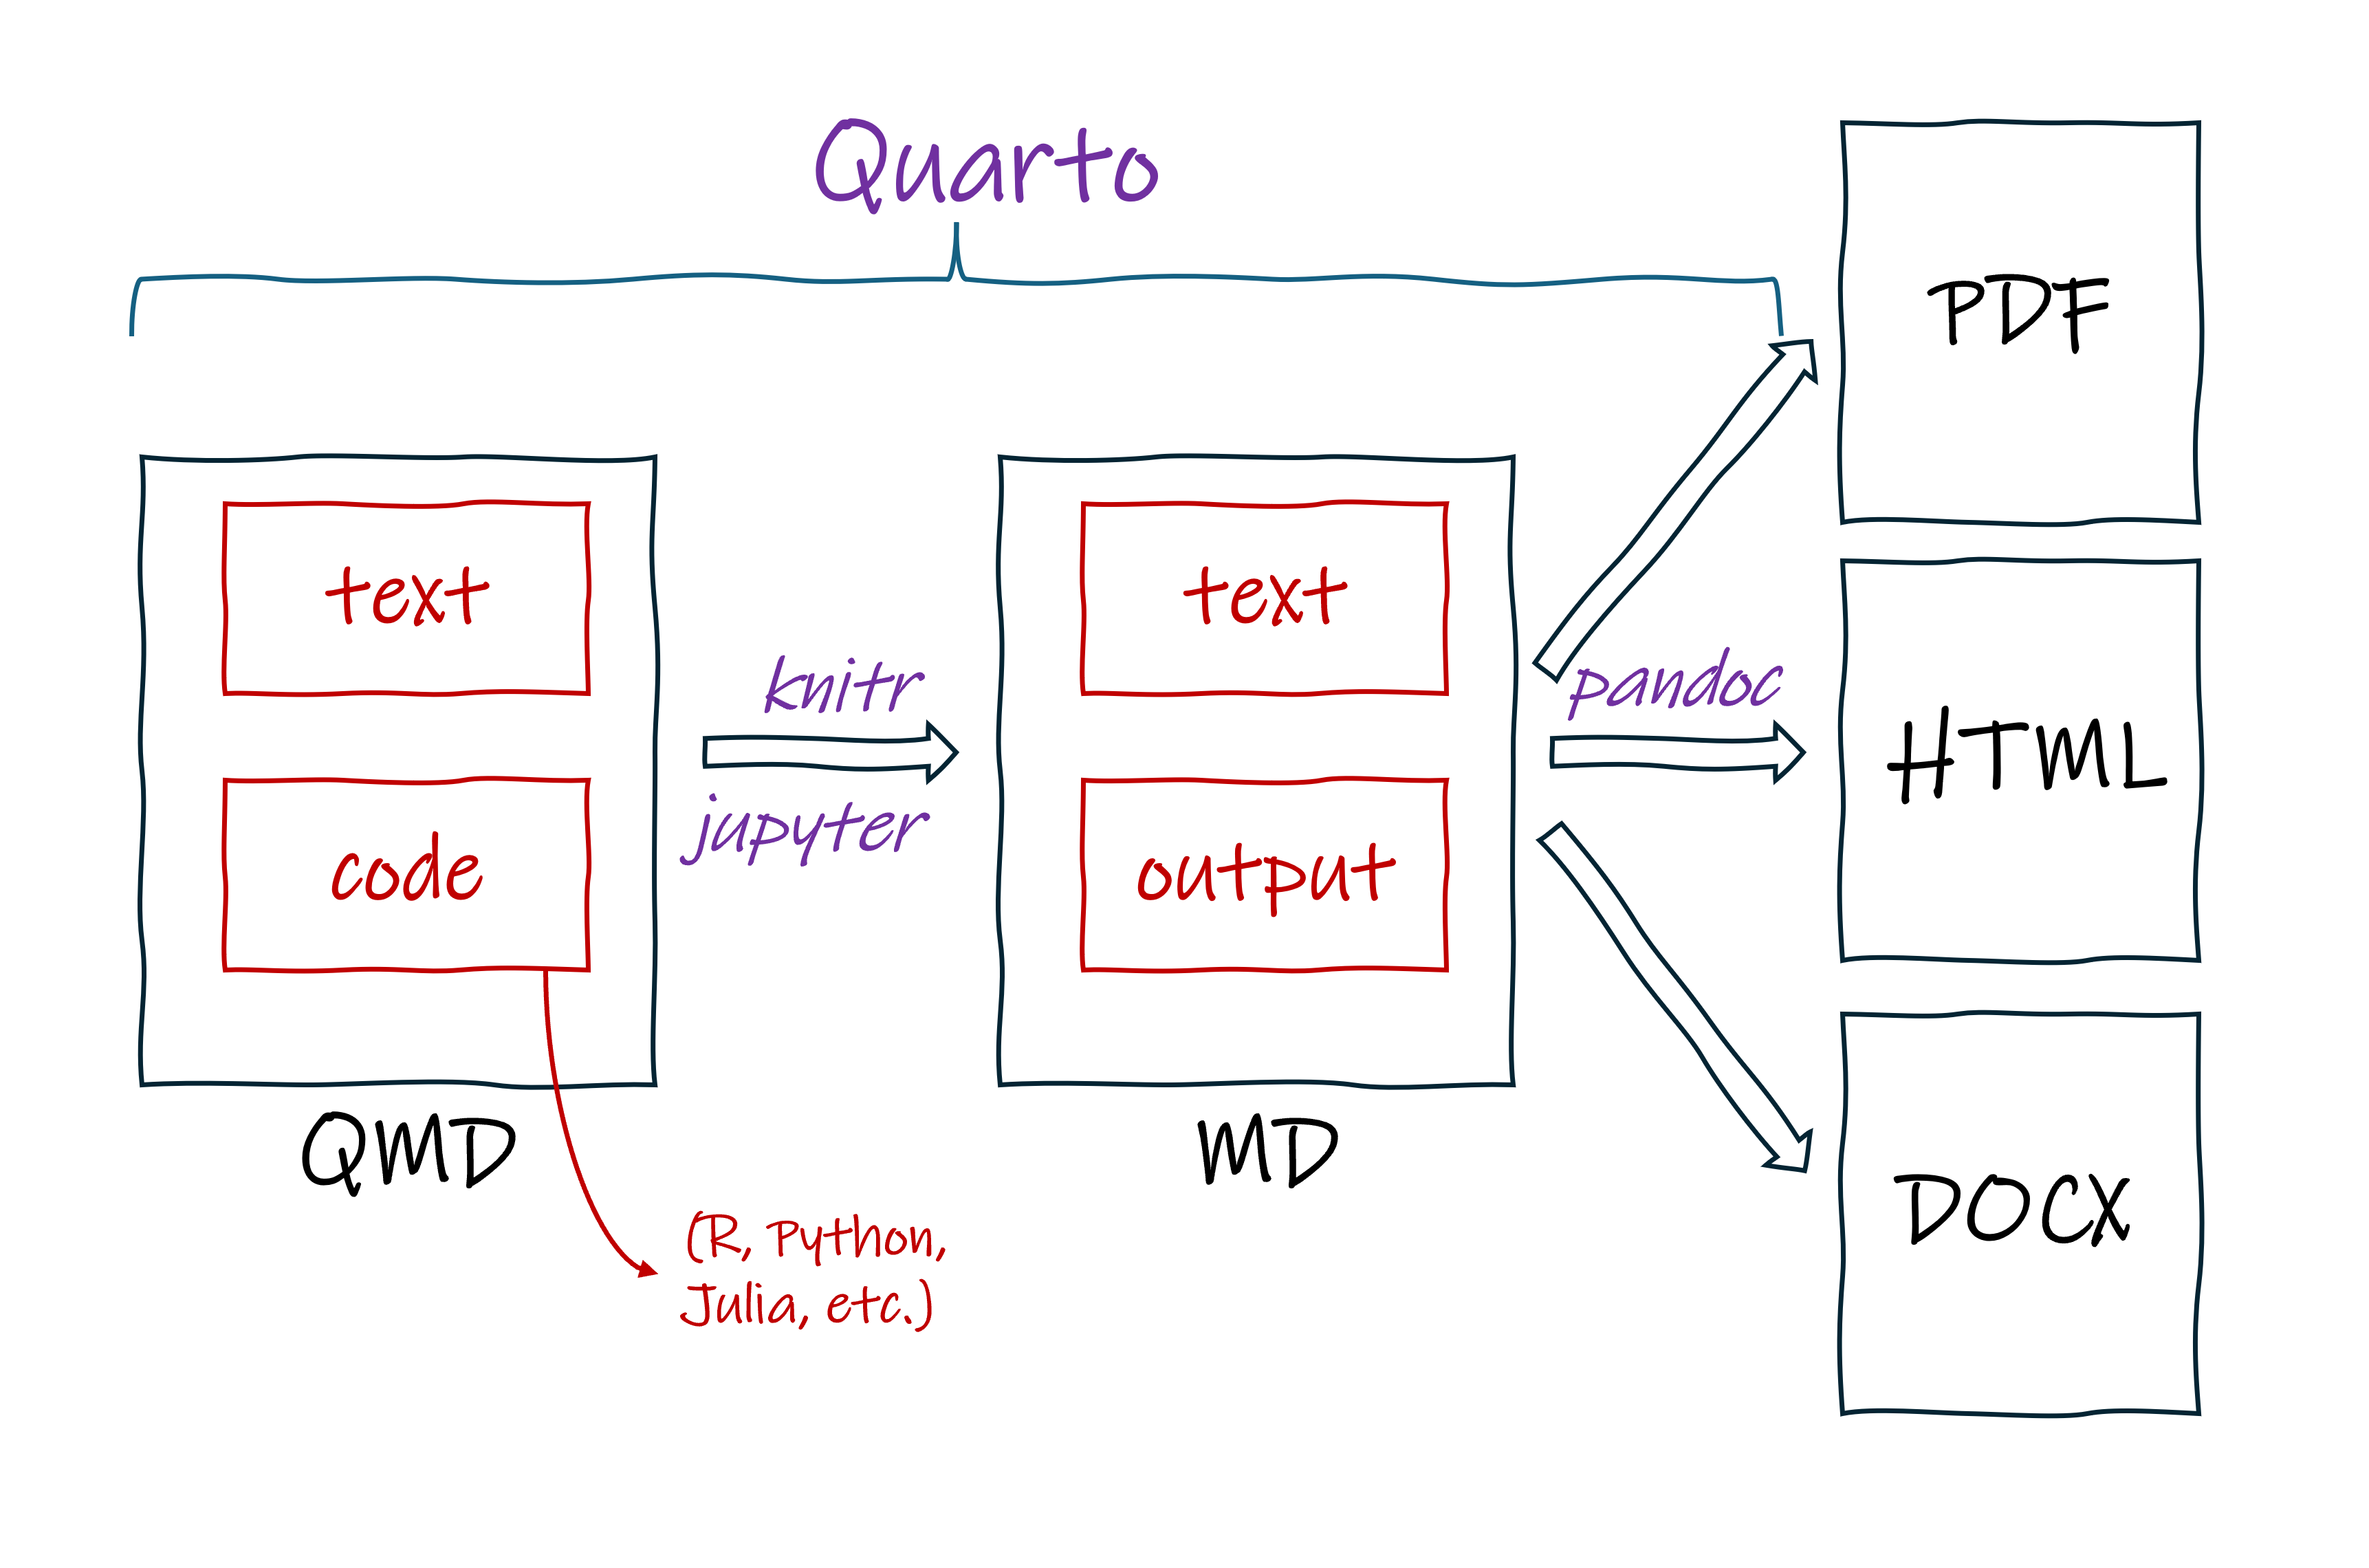 Quarto
text
code
QMD
(R, Python,
Julia, etc.)
knitr
jupyter
text
output
MD
pandoc
PDF
HTML
DOCX